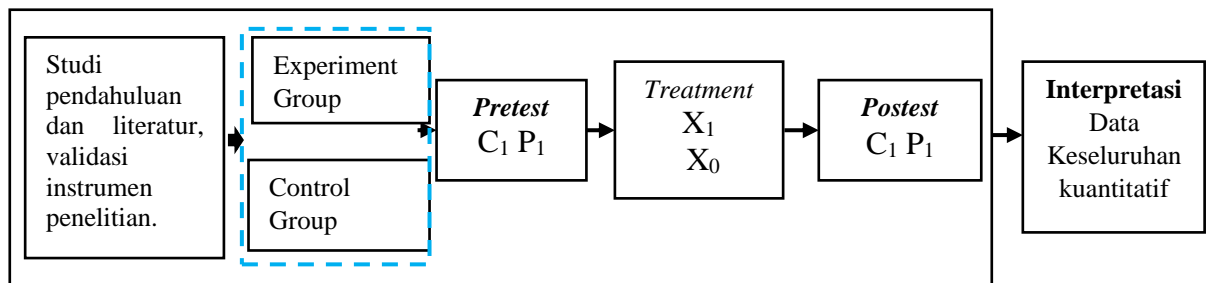 Studi
pendahuluan
dan literatur,
validasi
instrumen
penelitian.
Experiment
Group
Control
Group
Pretest
C₁ P₁
Treatment
X₁
X₀
Postest
C₁ P₁
Interpretasi
Data
Keseluruhan
kuantitatif